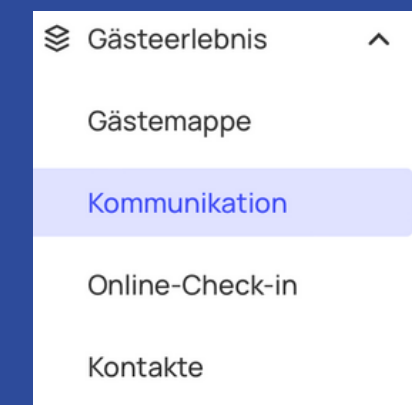 Gästeerlebnis
Gästemappe
Kommunikation
Online-Check-in
Kontakte